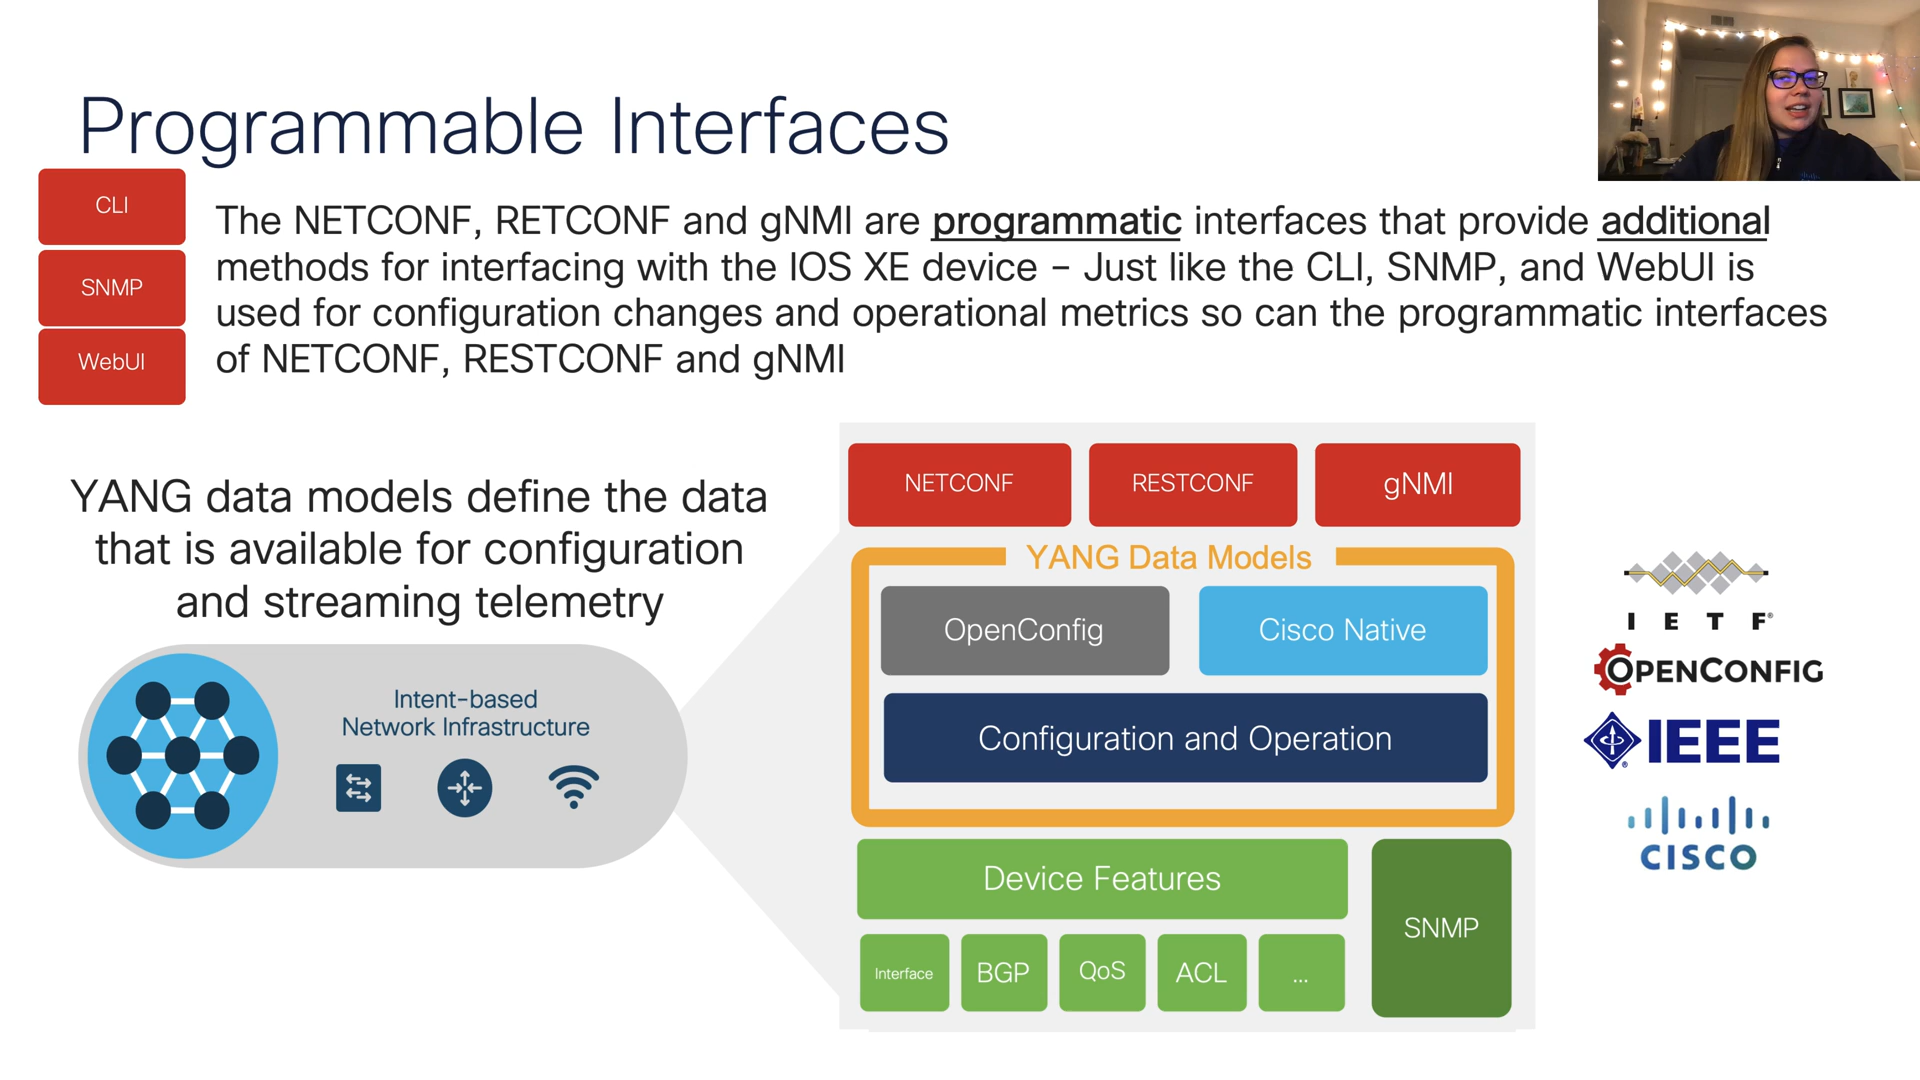 Programmable Interfaces
CLI
SNMP
WebUI
The NETCONF, RETCONF and gNMI are programmatic interfaces that provide additional
methods for interfacing with the IOS XE device – Just like the CLI, SNMP, and WebUI is
used for configuration changes and operational metrics so can the programmatic interfaces
of NETCONF, RESTCONF and gNMI
YANG data models define the data
that is available for configuration
and streaming telemetry
Intent-based
Network Infrastructure
NETCONF
RESTCONF
gNMI
YANG Data Models
OpenConfig
Cisco Native
Configuration and Operation
Device Features
SNMP
Interface
BGP
QoS
ACL
...
I E T F®
OPENCONFIG
IEEE
®
CISCO